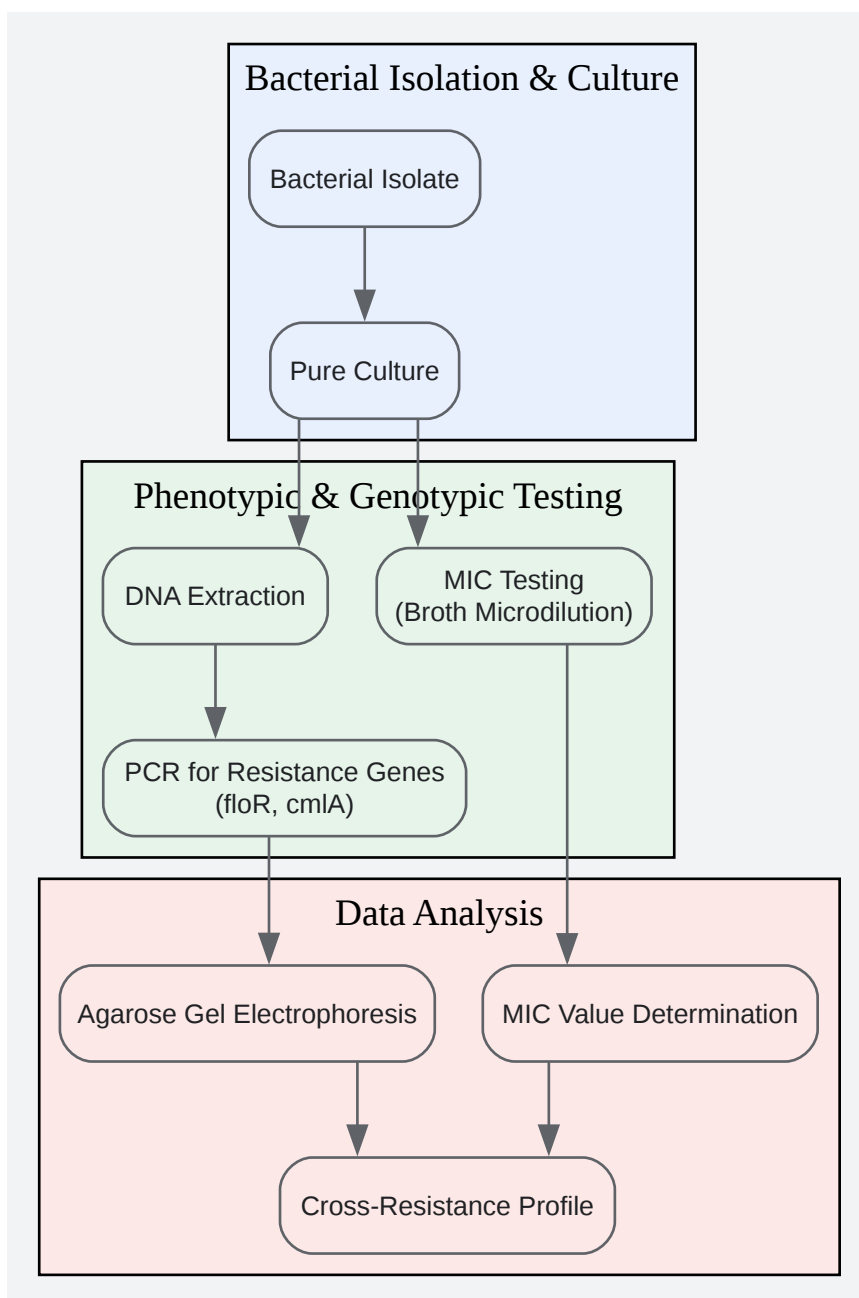 Bacterial Isolation & Culture
Bacterial Isolate
Pure Culture
Phenotypic & Genotypic Testing
DNA Extraction
MIC Testing
(Broth Microdilution)
PCR for Resistance Genes
(floR, cmlA)
Data Analysis
Agarose Gel Electrophoresis
MIC Value Determination
Cross-Resistance Profile